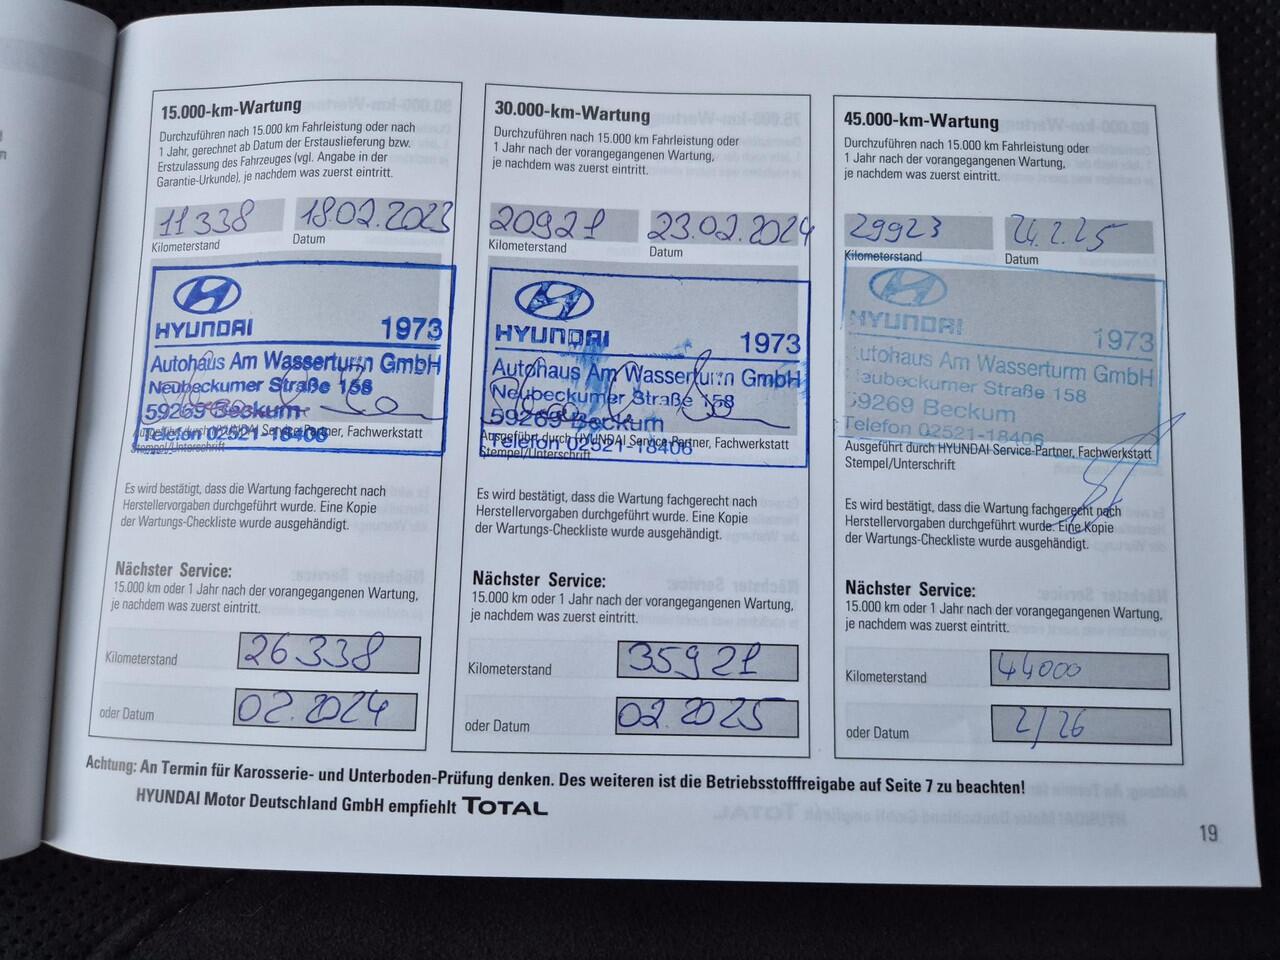 15.000-km-Wartung
Durchzuführen nach 15.000 km Fahrleistung oder nach
1 Jahr, gerechnet ab Datum der Erstauslieferung bzw.
Erstzulassung des Fahrzeuges (vgl. Angabe in der
Garantie-Urkunde), je nachdem was zuerst eintritt.
11338 18.02.2023
Kilometerstand Datum
HYUNDAI 1973
Autohaus Am Wasserturm GmbH
Neubeckumer Straße 158
59269 Beckum
Telefon 02521-18406
Ausgeführt durch HYUNDAI Service-Partner, Fachwerkstatt
Stempel/Unterschrift
Es wird bestätigt, dass die Wartung fachgerecht nach
Herstellervorgaben durchgeführt wurde. Eine Kopie
der Wartungs-Checkliste wurde ausgehändigt.
Nächster Service:
15.000 km oder 1 Jahr nach der vorangegangenen Wartung,
je nachdem was zuerst eintritt.
Kilometerstand 26338
oder Datum 02.2024
30.000-km-Wartung
Durchzuführen nach 15.000 km Fahrleistung oder
1 Jahr nach der vorangegangenen Wartung,
je nachdem was zuerst eintritt.
20921 23.02.2024
Kilometerstand Datum
HYUNDAI 1973
Autohaus Am Wasserturm GmbH
Neubeckumer Straße 158
59269 Beckum
Telefon 02521-18406
Ausgeführt durch HYUNDAI Service-Partner, Fachwerkstatt
Stempel/Unterschrift
Es wird bestätigt, dass die Wartung fachgerecht nach
Herstellervorgaben durchgeführt wurde. Eine Kopie
der Wartungs-Checkliste wurde ausgehändigt.
Nächster Service:
15.000 km oder 1 Jahr nach der vorangegangenen Wartung,
je nachdem was zuerst eintritt.
Kilometerstand 35921
oder Datum 02.2025
45.000-km-Wartung
Durchzuführen nach 15.000 km Fahrleistung oder
1 Jahr nach der vorangegangenen Wartung,
je nachdem was zuerst eintritt.
29923 24.2.25
Kilometerstand Datum
HYUNDAI 1973
Autohaus Am Wasserturm GmbH
Neubeckumer Straße 158
59269 Beckum
Telefon 02521-18406
Ausgeführt durch HYUNDAI Service-Partner, Fachwerkstatt
Stempel/Unterschrift
Es wird bestätigt, dass die Wartung fachgerecht nach
Herstellervorgaben durchgeführt wurde. Eine Kopie
der Wartungs-Checkliste wurde ausgehändigt.
Nächster Service:
15.000 km oder 1 Jahr nach der vorangegangenen Wartung,
je nachdem was zuerst eintritt.
Kilometerstand 44000
oder Datum 2/26
Achtung: An Termin für Karosserie- und Unterboden-Prüfung denken. Des weiteren ist die Betriebsstofffreigabe auf Seite 7 zu beachten!
HYUNDAI Motor Deutschland GmbH empfiehlt TOTAL
19